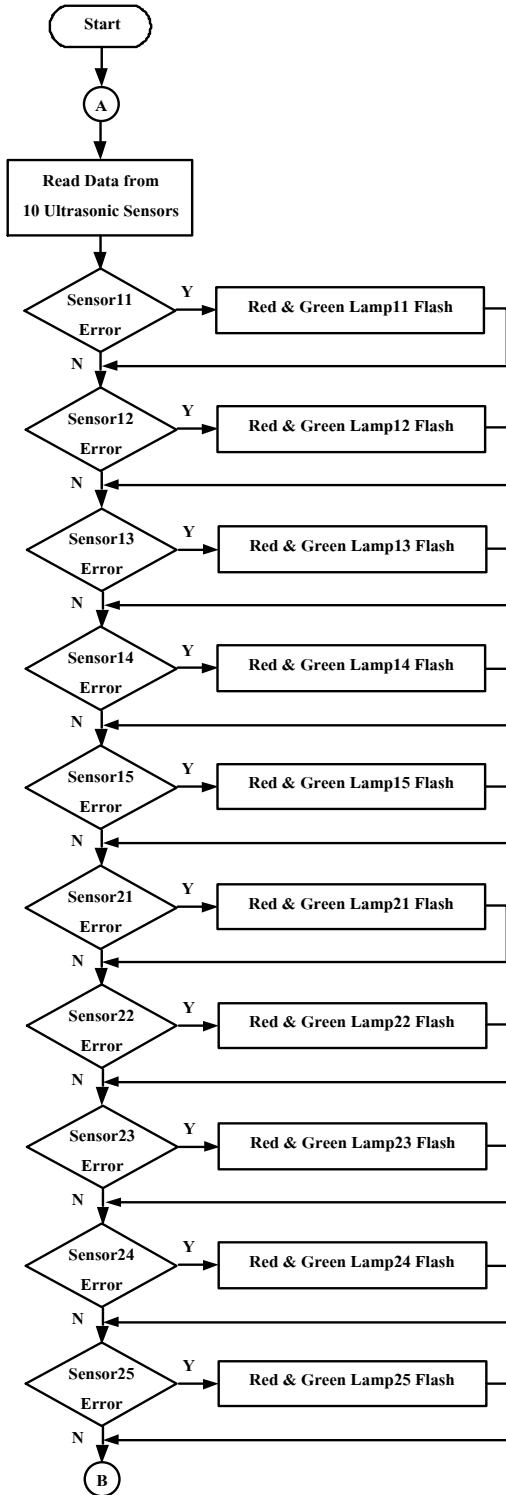 Start
A
Read Data from
10 Ultrasonic Sensors
Sensor11
Error
Y
Red & Green Lamp11 Flash
N
Sensor12
Error
Y
Red & Green Lamp12 Flash
N
Sensor13
Error
Y
Red & Green Lamp13 Flash
N
Sensor14
Error
Y
Red & Green Lamp14 Flash
N
Sensor15
Error
Y
Red & Green Lamp15 Flash
N
Sensor21
Error
Y
Red & Green Lamp21 Flash
N
Sensor22
Error
Y
Red & Green Lamp22 Flash
N
Sensor23
Error
Y
Red & Green Lamp23 Flash
N
Sensor24
Error
Y
Red & Green Lamp24 Flash
N
Sensor25
Error
Y
Red & Green Lamp25 Flash
N
B